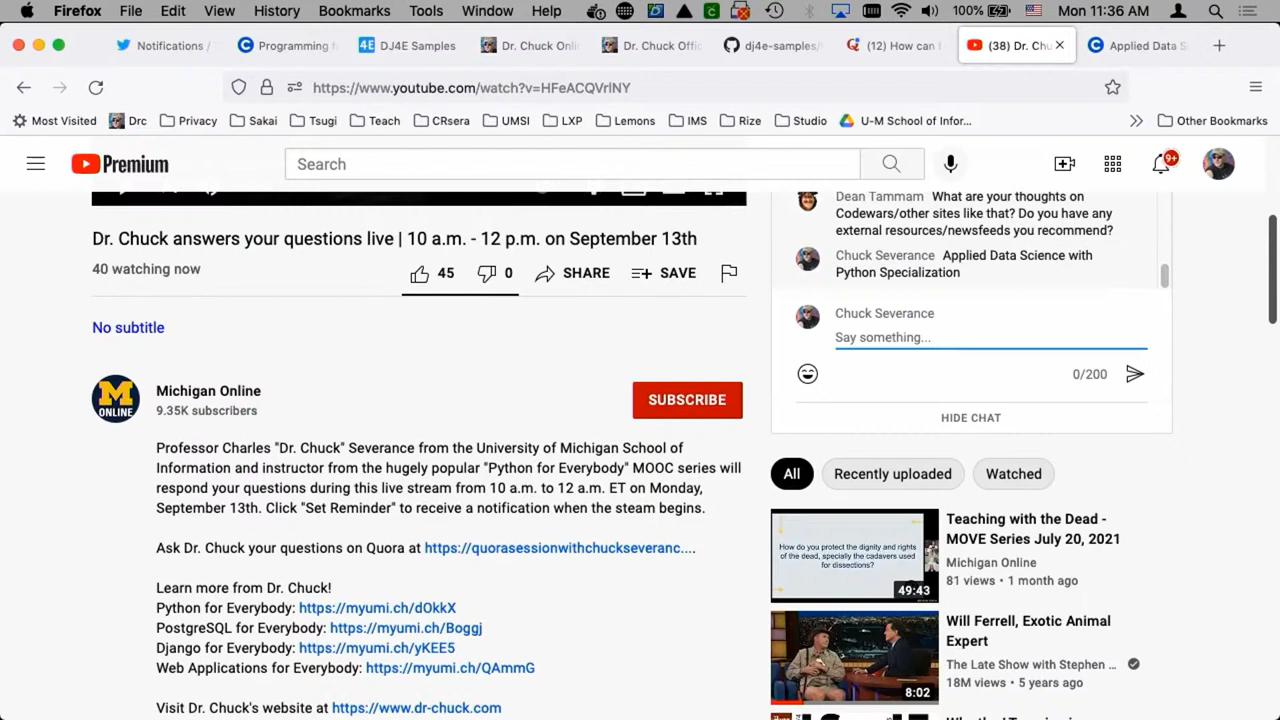 Firefox File Edit View History Bookmarks Tools Window Help 100% Mon 11:36 AM
Notifications / Programming f DJ4E Samples Dr. Chuck Onli Dr. Chuck Offi dj4e-samples/ (12) How can I (38) Dr. Chu Applied Data S
https://www.youtube.com/watch?v=HFeACQVrlNY
Most Visited Drc Privacy Sakai Tsugi Teach CRsera UMSI LXP Lemons IMS Rize Studio U-M School of Infor... Other Bookmarks
Premium
Search
9+
Dean Tammam What are your thoughts on
Codewars/other sites like that? Do you have any
external resources/newsfeeds you recommend?
Chuck Severance Applied Data Science with
Python Specialization
Chuck Severance
Say something...
0/200
HIDE CHAT
Dr. Chuck answers your questions live | 10 a.m. - 12 p.m. on September 13th
40 watching now
45 0 SHARE SAVE
No subtitle
M
ONLINE
Michigan Online
9.35K subscribers
SUBSCRIBE
Professor Charles "Dr. Chuck" Severance from the University of Michigan School of
Information and instructor from the hugely popular "Python for Everybody" MOOC series will
respond your questions during this live stream from 10 a.m. to 12 a.m. ET on Monday,
September 13th. Click "Set Reminder" to receive a notification when the steam begins.
Ask Dr. Chuck your questions on Quora at https://quorasessionwithchuckseveranc....
Learn more from Dr. Chuck!
Python for Everybody: https://myumi.ch/dOkkX
PostgreSQL for Everybody: https://myumi.ch/Boggj
Django for Everybody: https://myumi.ch/yKEE5
Web Applications for Everybody: https://myumi.ch/QAmmG
Visit Dr. Chuck's website at https://www.dr-chuck.com
All Recently uploaded Watched
How do you protect the dignity and rights
of the dead, specially the cadavers used
for dissections?
49:43
Teaching with the Dead -
MOVE Series July 20, 2021
Michigan Online
81 views • 1 month ago
8:02
Will Ferrell, Exotic Animal
Expert
The Late Show with Stephen ...
18M views • 5 years ago